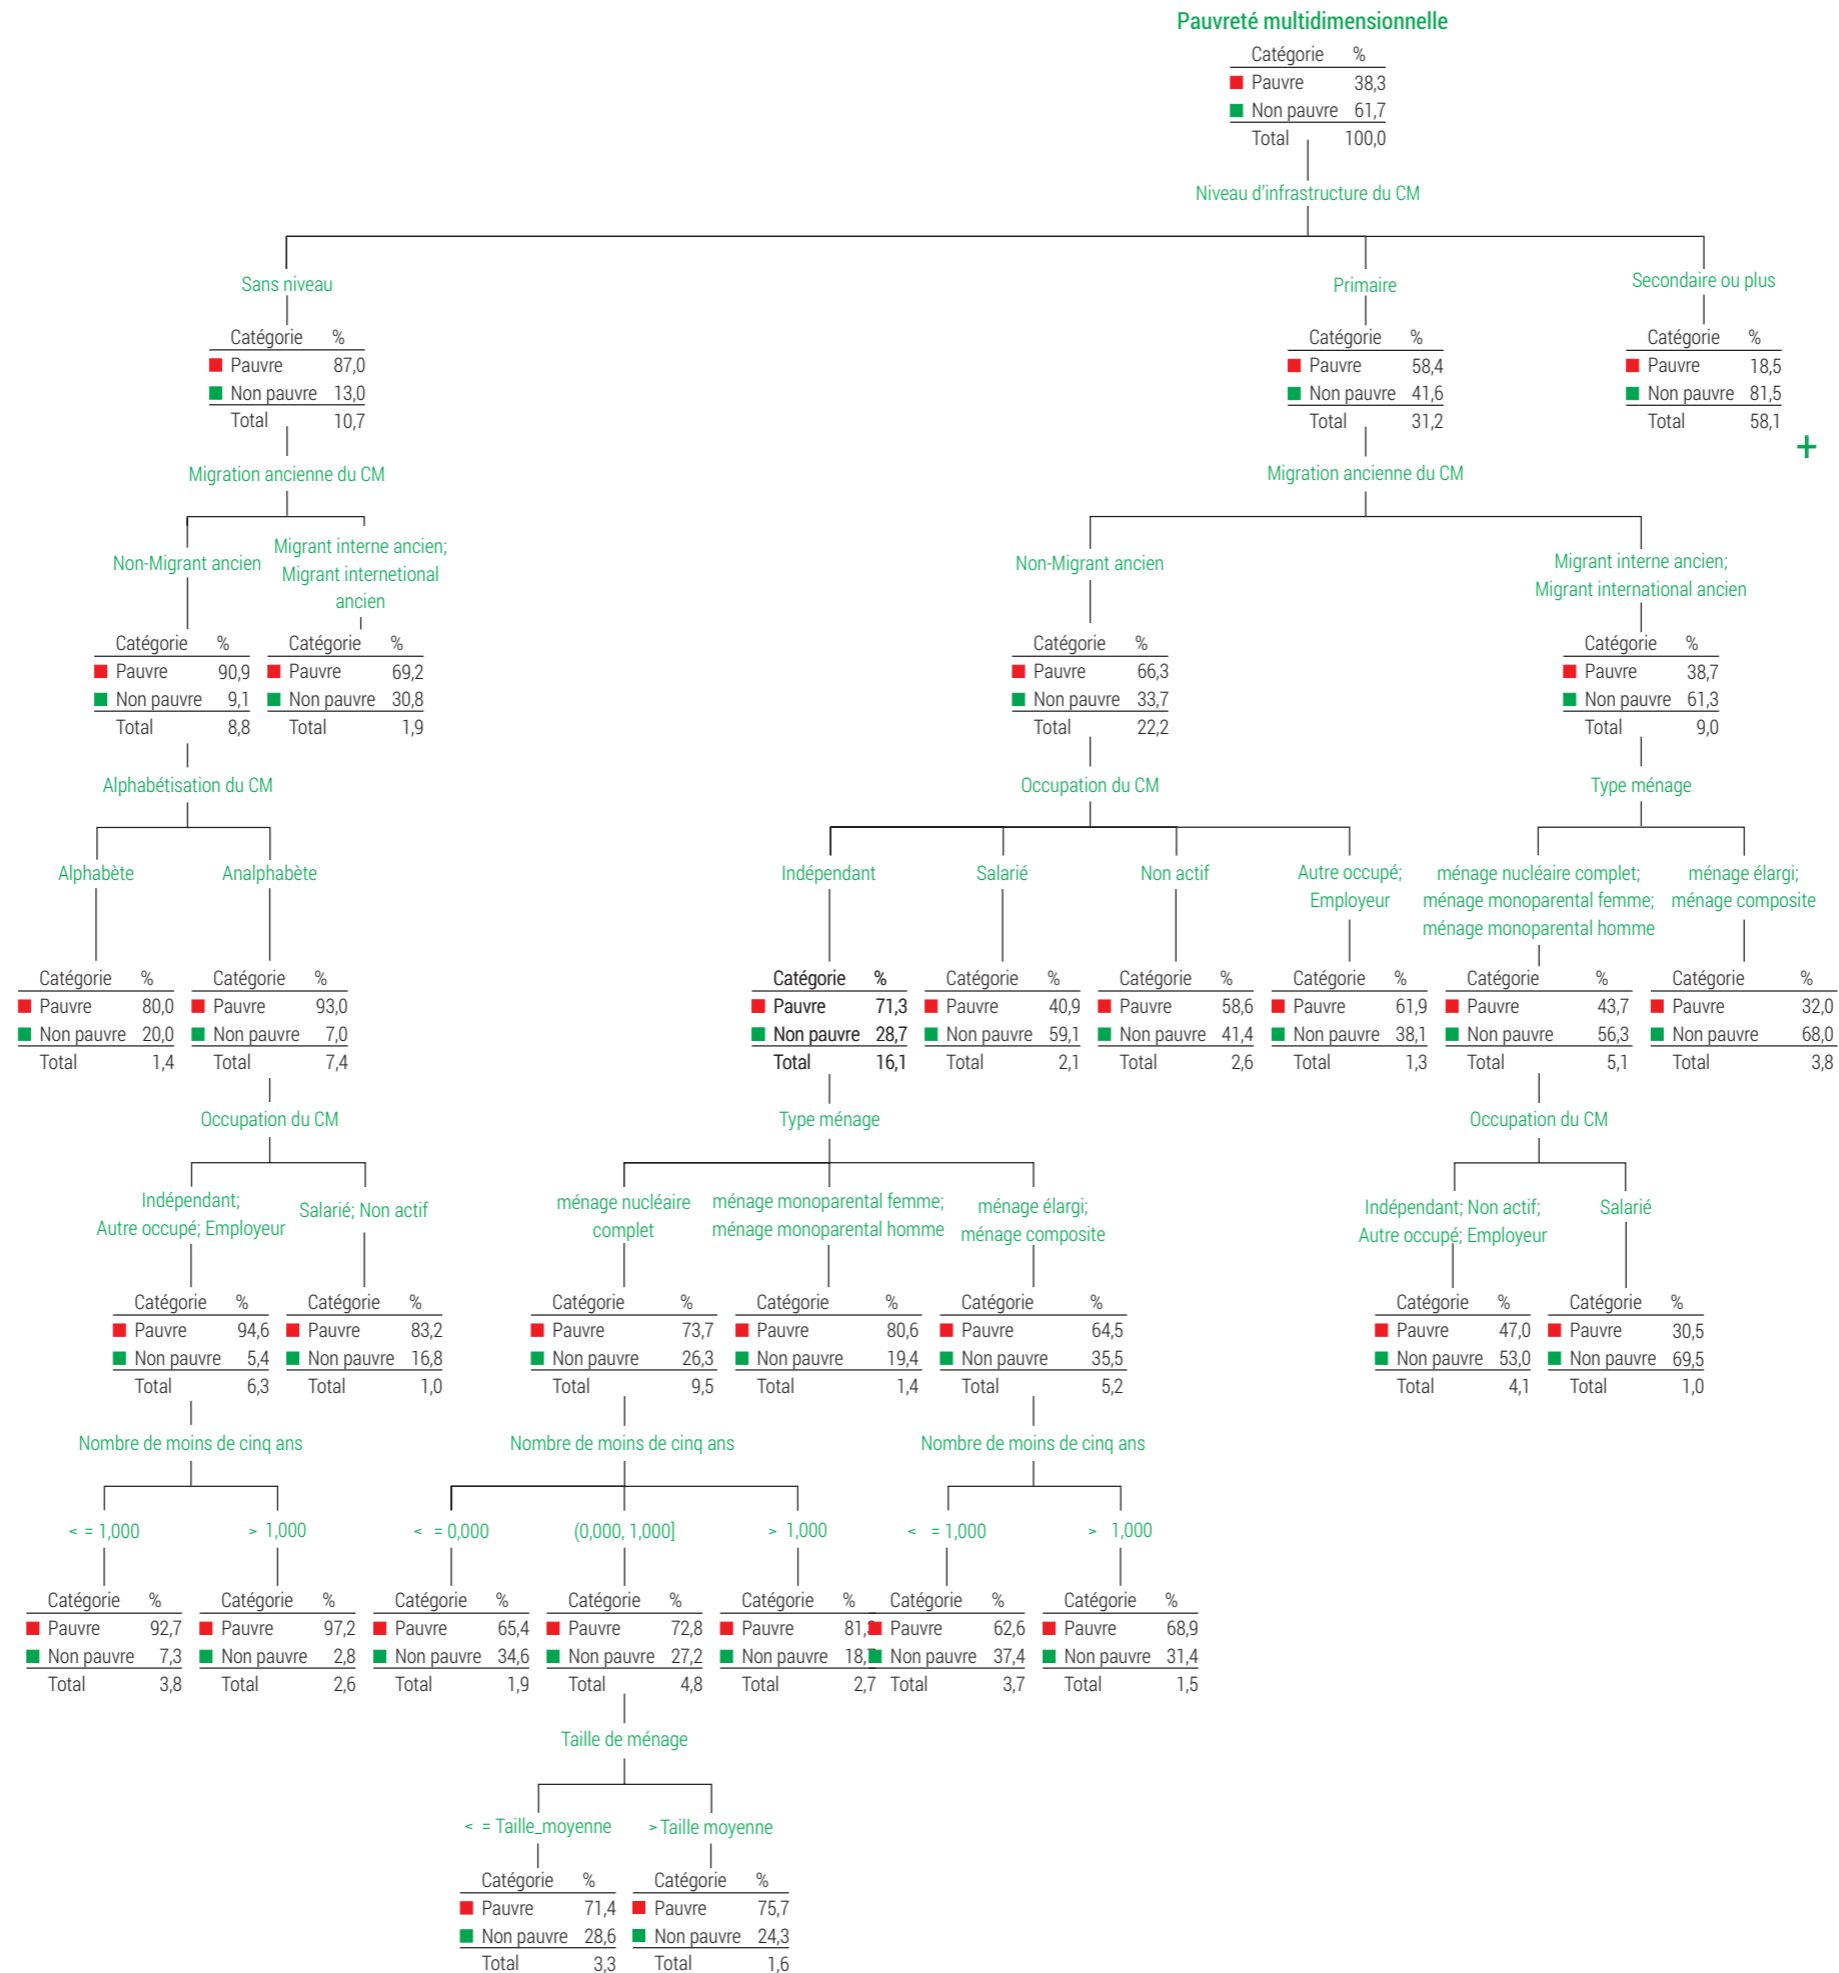 Pauvreté multidimensionnelle
Catégorie %
Pauvre 38,3
Non pauvre 61,7
Total 100,0
Niveau d'infrastructure du CM
Sans niveau
Catégorie %
Pauvre 87,0
Non pauvre 13,0
Total 10,7
Primaire
Catégorie %
Pauvre 58,4
Non pauvre 41,6
Total 31,2
Secondaire ou plus
Catégorie %
Pauvre 18,5
Non pauvre 81,5
Total 58,1
+
Migration ancienne du CM
Migration ancienne du CM
Non-Migrant ancien
Catégorie %
Pauvre 90,9
Non pauvre 9,1
Total 8,8
Migrant interne ancien;
Migrant internetional
ancien
Catégorie %
Pauvre 69,2
Non pauvre 30,8
Total 1,9
Non-Migrant ancien
Catégorie %
Pauvre 66,3
Non pauvre 33,7
Total 22,2
Migrant interne ancien;
Migrant international ancien
Catégorie %
Pauvre 38,7
Non pauvre 61,3
Total 9,0
Alphabétisation du CM
Occupation du CM
Type ménage
Alphabète
Catégorie %
Pauvre 80,0
Non pauvre 20,0
Total 1,4
Analphabète
Catégorie %
Pauvre 93,0
Non pauvre 7,0
Total 7,4
Indépendant
Catégorie %
Pauvre 71,3
Non pauvre 28,7
Total 16,1
Salarié
Catégorie %
Pauvre 40,9
Non pauvre 59,1
Total 2,1
Non actif
Catégorie %
Pauvre 58,6
Non pauvre 41,4
Total 2,6
Autre occupé;
Employeur
Catégorie %
Pauvre 61,9
Non pauvre 38,1
Total 1,3
ménage nucléaire complet;
ménage monoparental femme;
ménage monoparental homme
Catégorie %
Pauvre 43,7
Non pauvre 56,3
Total 5,1
ménage élargi;
ménage composite
Catégorie %
Pauvre 32,0
Non pauvre 68,0
Total 3,8
Occupation du CM
Type ménage
Occupation du CM
Indépendant;
Autre occupé; Employeur
Catégorie %
Pauvre 94,6
Non pauvre 5,4
Total 6,3
Salarié; Non actif
Catégorie %
Pauvre 83,2
Non pauvre 16,8
Total 1,0
ménage nucléaire
complet
Catégorie %
Pauvre 73,7
Non pauvre 26,3
Total 9,5
ménage monoparental femme;
ménage monoparental homme
Catégorie %
Pauvre 80,6
Non pauvre 19,4
Total 1,4
ménage élargi;
ménage composite
Catégorie %
Pauvre 64,5
Non pauvre 35,5
Total 5,2
Indépendant; Non actif;
Autre occupé; Employeur
Catégorie %
Pauvre 47,0
Non pauvre 53,0
Total 4,1
Salarié
Catégorie %
Pauvre 30,5
Non pauvre 69,5
Total 1,0
Nombre de moins de cinq ans
Nombre de moins de cinq ans
Nombre de moins de cinq ans
< = 1,000
Catégorie %
Pauvre 92,7
Non pauvre 7,3
Total 3,8
> 1,000
Catégorie %
Pauvre 97,2
Non pauvre 2,8
Total 2,6
< = 0,000
Catégorie %
Pauvre 65,4
Non pauvre 34,6
Total 1,9
(0,000, 1,000]
Catégorie %
Pauvre 72,8
Non pauvre 27,2
Total 4,8
> 1,000
Catégorie %
Pauvre
Non pauvre
Total 2,7
< = 1,000
Catégorie %
Pauvre 62,6
Non pauvre 37,4
Total 3,7
> 1,000
Catégorie %
Pauvre 68,9
Non pauvre 31,4
Total 1,5
Taille de ménage
< = Taille_moyenne
Catégorie %
Pauvre 71,4
Non pauvre 28,6
Total 3,3
> Taille moyenne
Catégorie %
Pauvre 75,7
Non pauvre 24,3
Total 1,6